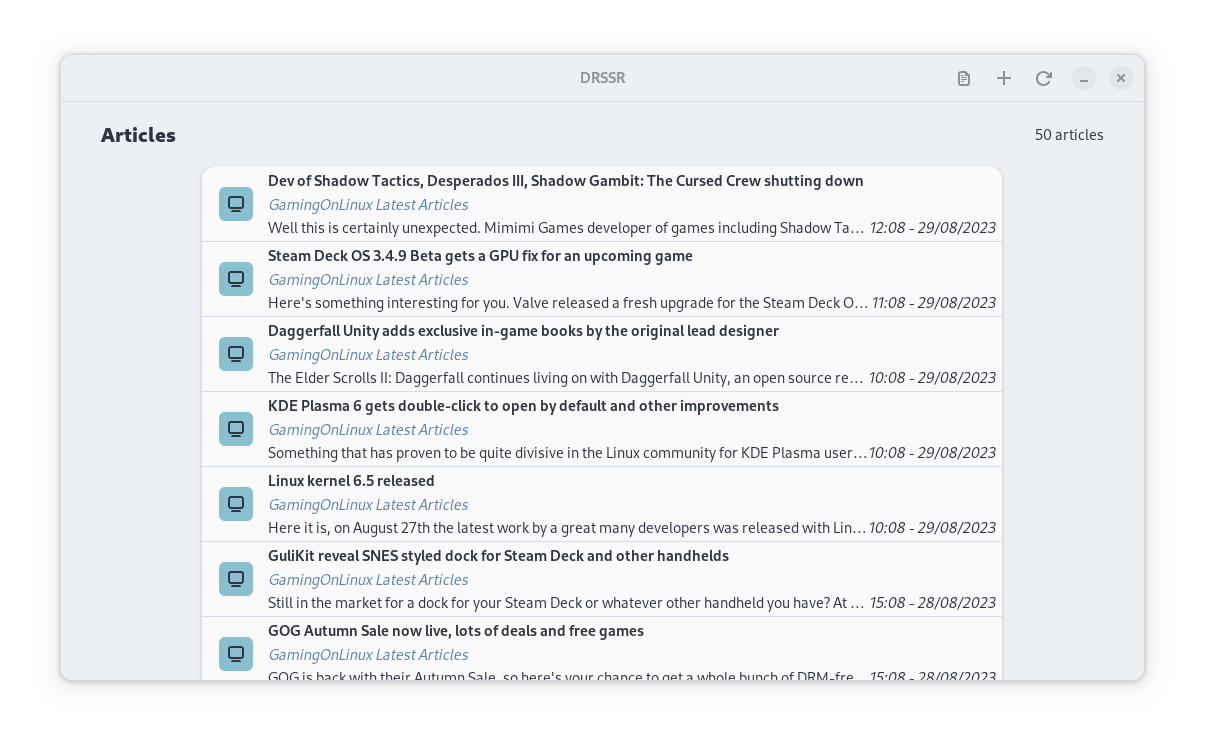 DRSSR
Articles
50 articles
Dev of Shadow Tactics, Desperados III, Shadow Gambit: The Cursed Crew shutting down
GamingOnLinux Latest Articles
Well this is certainly unexpected. Mimimi Games developer of games including Shadow Ta… 12:08 - 29/08/2023
Steam Deck OS 3.4.9 Beta gets a GPU fix for an upcoming game
GamingOnLinux Latest Articles
Here's something interesting for you. Valve released a fresh upgrade for the Steam Deck O… 11:08 - 29/08/2023
Daggerfall Unity adds exclusive in-game books by the original lead designer
GamingOnLinux Latest Articles
The Elder Scrolls II: Daggerfall continues living on with Daggerfall Unity, an open source re… 10:08 - 29/08/2023
KDE Plasma 6 gets double-click to open by default and other improvements
GamingOnLinux Latest Articles
Something that has proven to be quite divisive in the Linux community for KDE Plasma user… 10:08 - 29/08/2023
Linux kernel 6.5 released
GamingOnLinux Latest Articles
Here it is, on August 27th the latest work by a great many developers was released with Lin… 10:08 - 29/08/2023
GuliKit reveal SNES styled dock for Steam Deck and other handhelds
GamingOnLinux Latest Articles
Still in the market for a dock for your Steam Deck or whatever other handheld you have? At … 15:08 - 28/08/2023
GOG Autumn Sale now live, lots of deals and free games
GamingOnLinux Latest Articles
GOG is back with their Autumn Sale, so here's your chance to get a whole bunch of DRM-fre… 15:08 - 28/08/2023